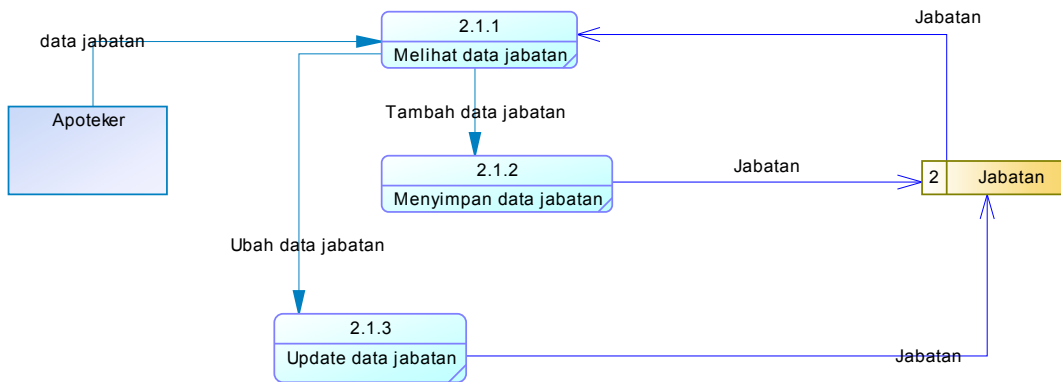 Jabatan
2.1.1
data jabatan
Melihat data jabatan
Tambah data jabatan
Apoteker
2.1.2
Jabatan
2
Jabatan
Menyimpan data jabatan
Ubah data jabatan
2.1.3
Update data jabatan
Jabatan